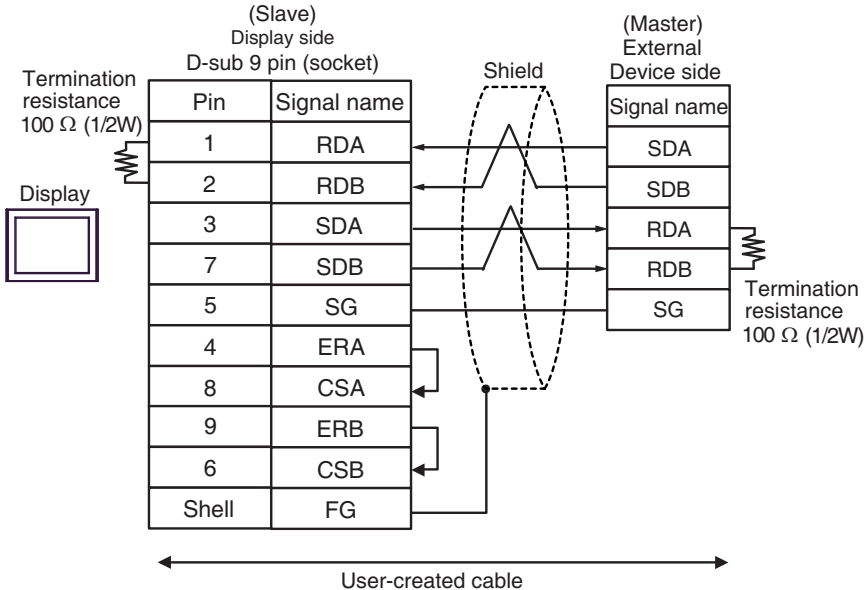 (Slave)
Display side
D-sub 9 pin (socket)
(Master)
External
Device side
Shield
Termination
resistance
100 Ω (1/2W)
Display
Pin Signal name
1 RDA
2 RDB
3 SDA
7 SDB
5 SG
4 ERA
8 CSA
9 ERB
6 CSB
Shell FG
Signal name
SDA
SDB
RDA
RDB
SG
Termination
resistance
100 Ω (1/2W)
User-created cable